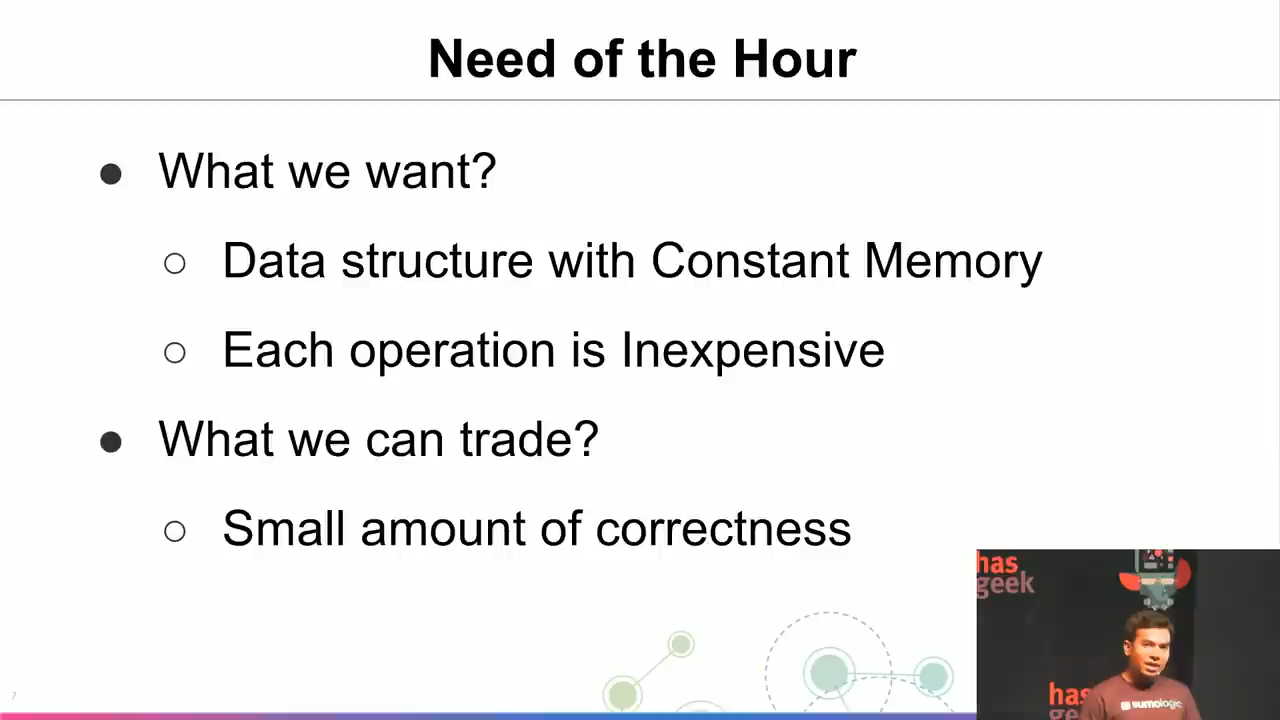 Need of the Hour
● What we want?
○ Data structure with Constant Memory
○ Each operation is Inexpensive
● What we can trade?
○ Small amount of correctness
7
has
geek
has
sumologic